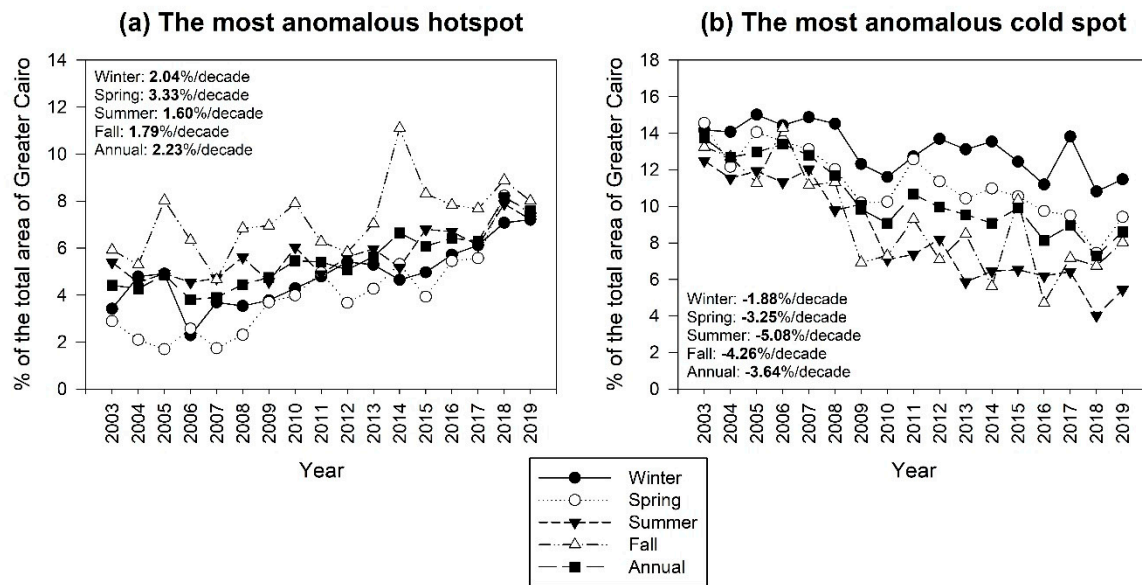 (a) The most anomalous hotspot
% of the total area of Greater Cairo
14
12
10
8
6
4
2
0
Winter: 2.04%/decade
Spring: 3.33%/decade
Summer: 1.60%/decade
Fall: 1.79%/decade
Annual: 2.23%/decade
2003
2004
2005
2006
2007
2008
2009
2010
2011
2012
2013
2014
2015
2016
2017
2018
2019
Year
(b) The most anomalous cold spot
% of the total area of Greater Cairo
18
16
14
12
10
8
6
4
2
0
Winter: -1.88%/decade
Spring: -3.25%/decade
Summer: -5.08%/decade
Fall: -4.26%/decade
Annual: -3.64%/decade
2003
2004
2005
2006
2007
2008
2009
2010
2011
2012
2013
2014
2015
2016
2017
2018
2019
Year
Winter
Spring
Summer
Fall
Annual